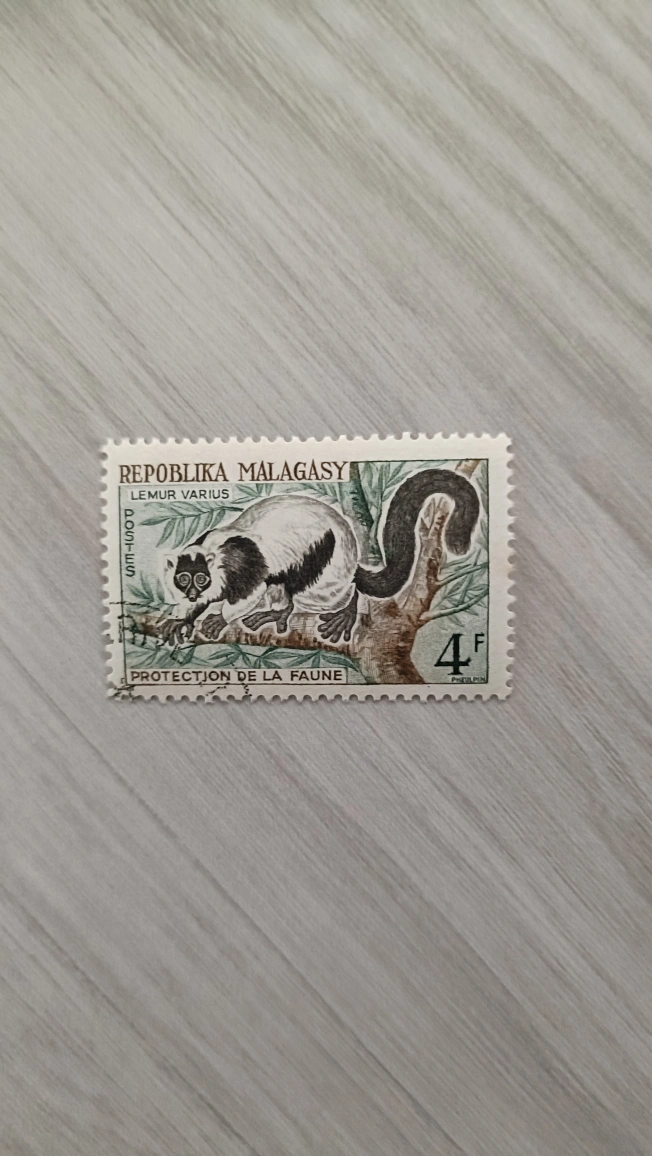 REPOBLIKA MALAGASY
LEMUR VARIUS
POSTES
4F
PROTECTION DE LA FAUNE
PHEULPIN